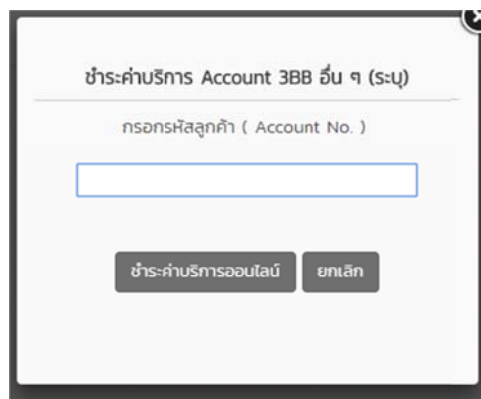 ชำระค่าบริการ Account 3BB อื่น ๆ (ระบุ)
กรอกรหัสลูกค้า ( Account No. )
ชำระค่าบริการออนไลน์ ยกเลิก